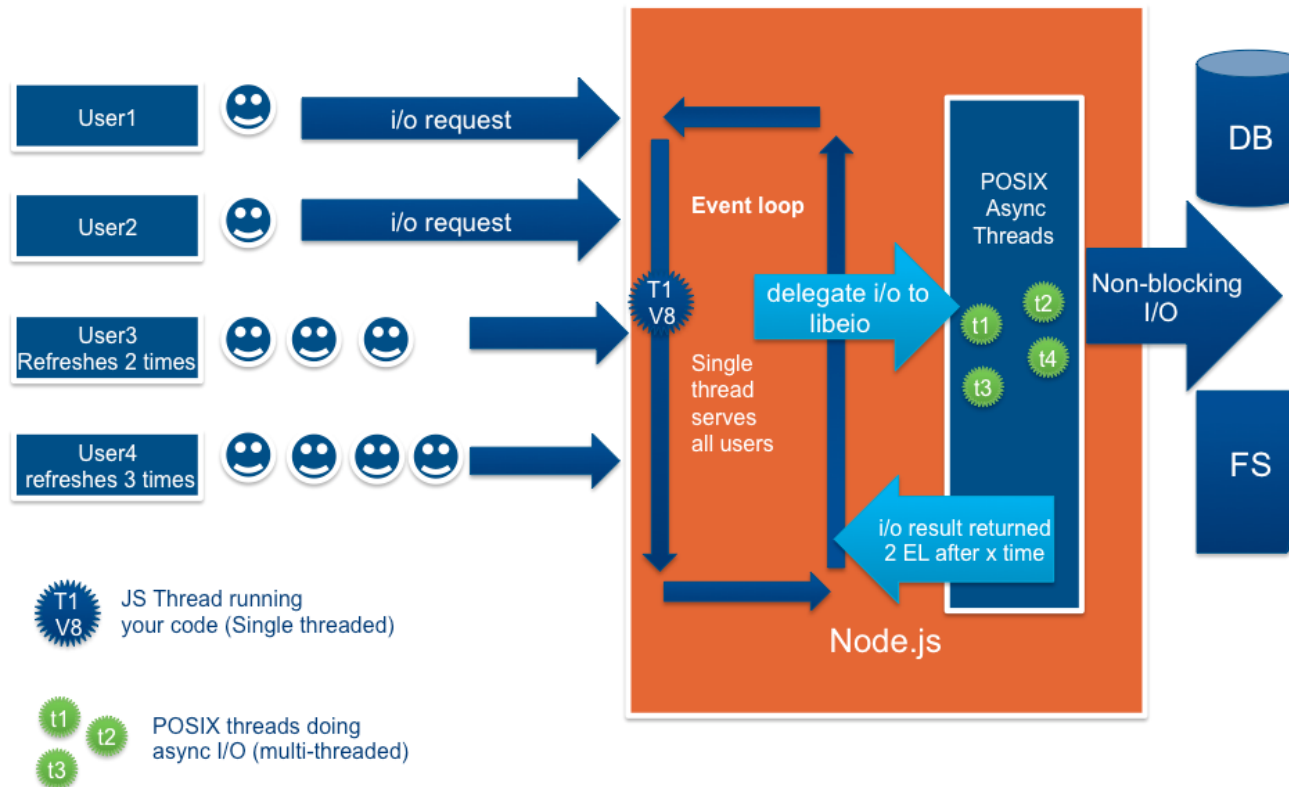 User1
i/o request
User2
i/o request
User3
Refreshes 2 times
User4
refreshes 3 times
T1
V8
Event loop
Single
thread
serves
all users
delegate i/o to
libeio
POSIX
Async
Threads
t1
t2
t3
t4
i/o result returned
2 EL after x time
Node.js
Non-blocking
I/O
DB
FS
T1
V8
JS Thread running
your code (Single threaded)
t1
t2
t3
POSIX threads doing
async I/O (multi-threaded)